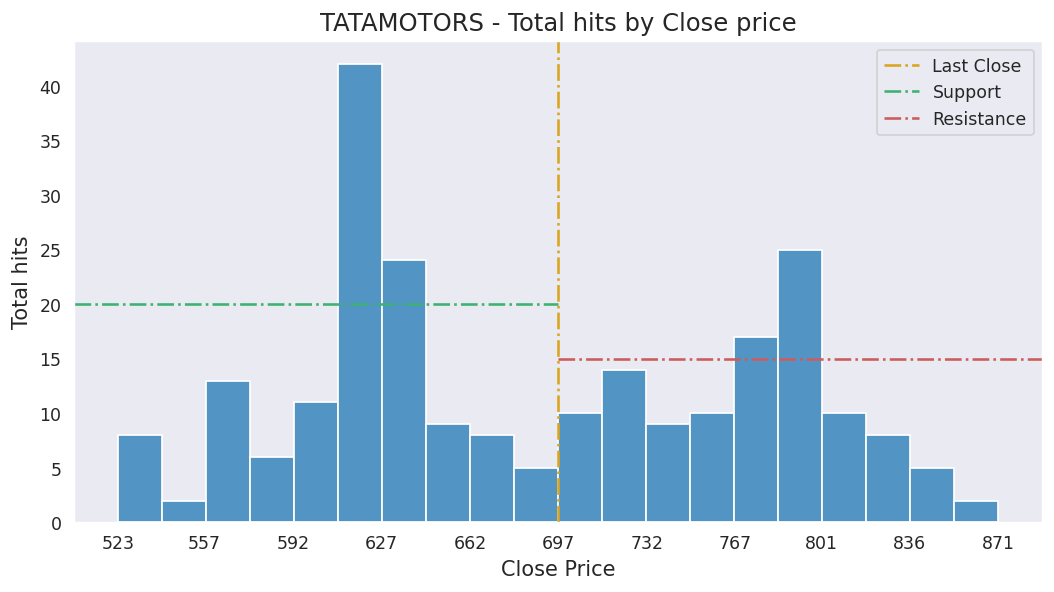 TATAMOTORS - Total hits by Close price
Last Close
Support
Resistance
Total hits
40
35
30
25
20
15
10
5
0
523 557 592 627 662 697 732 767 801 836 871
Close Price